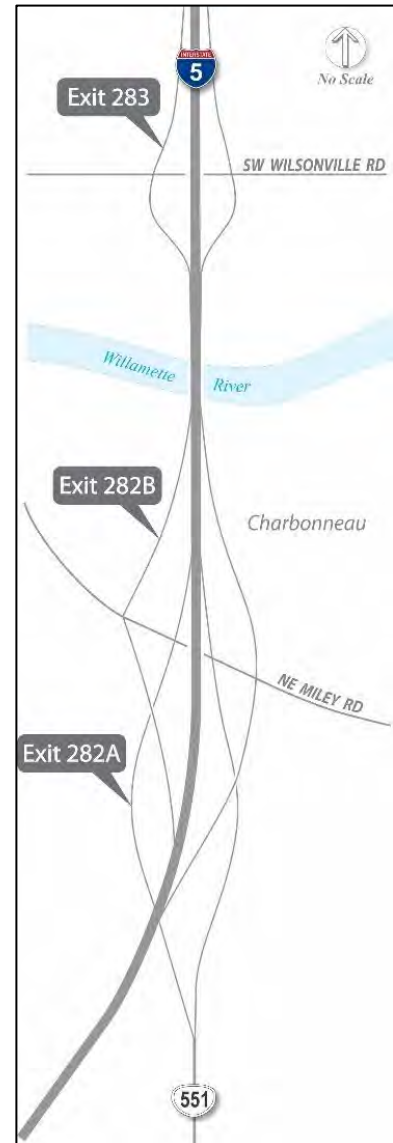 INTERSTATE
5
Exit 283
No Scale
SW WILSONVILLE RD
Willamette
River
Exit 282B
Charbonneau
NE MILEY RD
Exit 282A
551